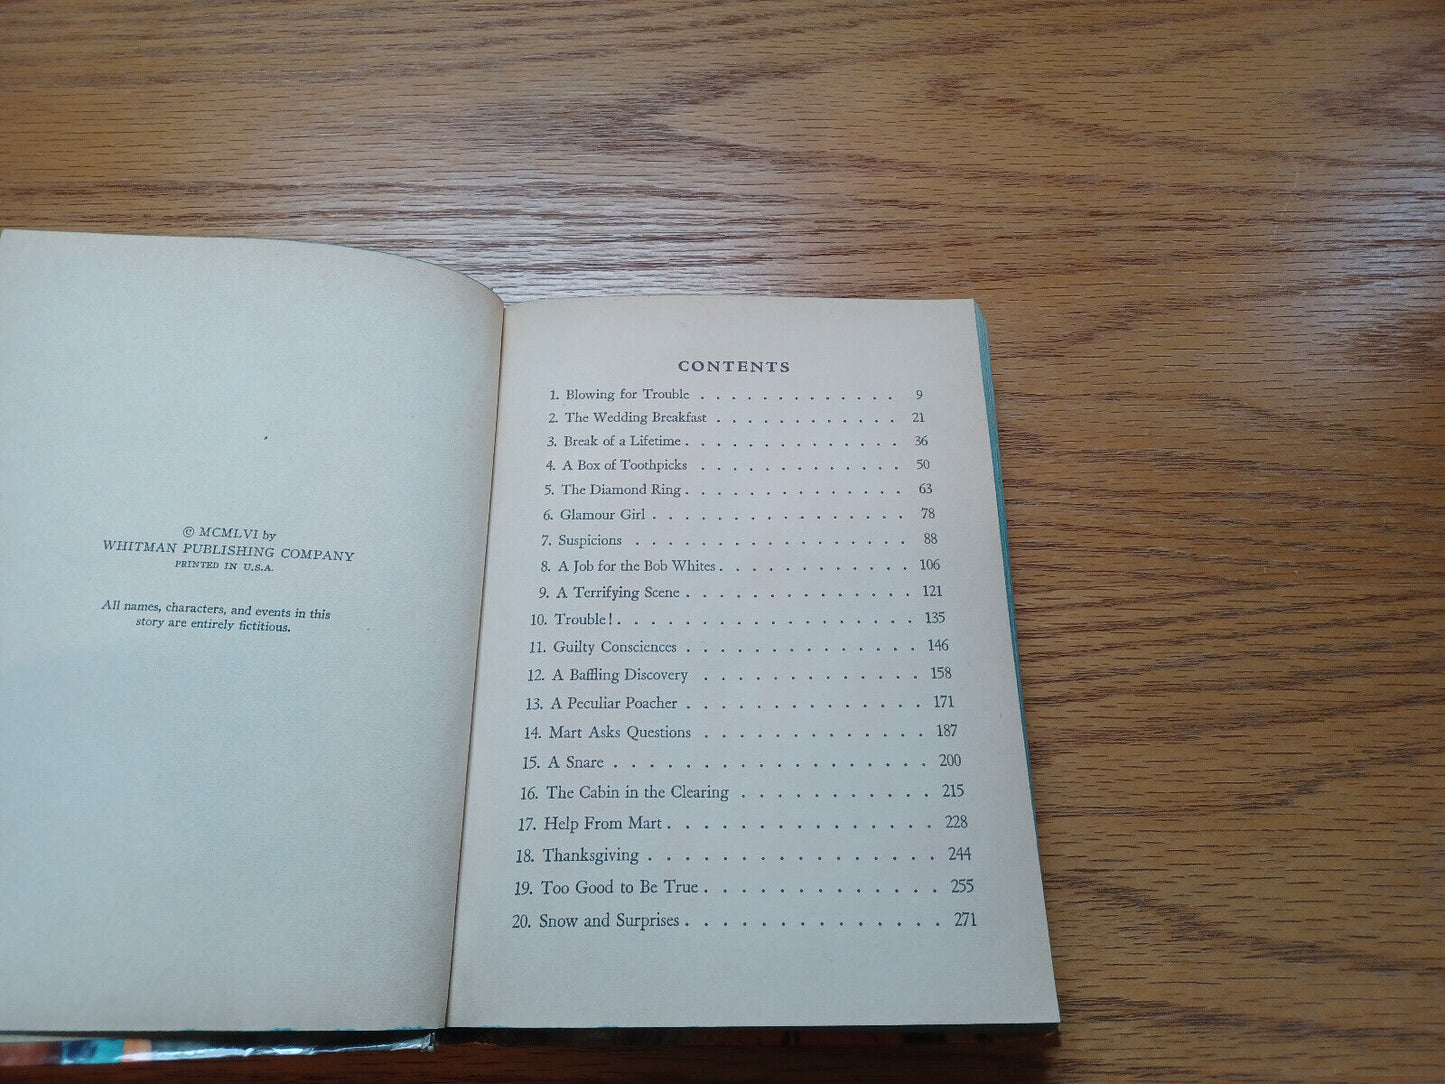 © MCMLVI by
WHITMAN PUBLISHING COMPANY
PRINTED IN U.S.A.
All names, characters, and events in this
story are entirely fictitious.
CONTENTS
1. Blowing for Trouble . . . . . . . . . . . . . 9
2. The Wedding Breakfast . . . . . . . . . . . . 21
3. Break of a Lifetime . . . . . . . . . . . . . . 36
4. A Box of Toothpicks . . . . . . . . . . . . . 50
5. The Diamond Ring . . . . . . . . . . . . . . 63
6. Glamour Girl . . . . . . . . . . . . . . . . 78
7. Suspicions . . . . . . . . . . . . . . . . . 88
8. A Job for the Bob Whites . . . . . . . . . . . . 106
9. A Terrifying Scene . . . . . . . . . . . . . . 121
10. Trouble! . . . . . . . . . . . . . . . . . . 135
11. Guilty Consciences . . . . . . . . . . . . . . 146
12. A Baffling Discovery . . . . . . . . . . . . . 158
13. A Peculiar Poacher . . . . . . . . . . . . . . 171
14. Mart Asks Questions . . . . . . . . . . . . . 187
15. A Snare . . . . . . . . . . . . . . . . . . 200
16. The Cabin in the Clearing . . . . . . . . . . . 215
17. Help From Mart . . . . . . . . . . . . . . . 228
18. Thanksgiving . . . . . . . . . . . . . . . . 244
19. Too Good to Be True . . . . . . . . . . . . . 255
20. Snow and Surprises . . . . . . . . . . . . . . 271